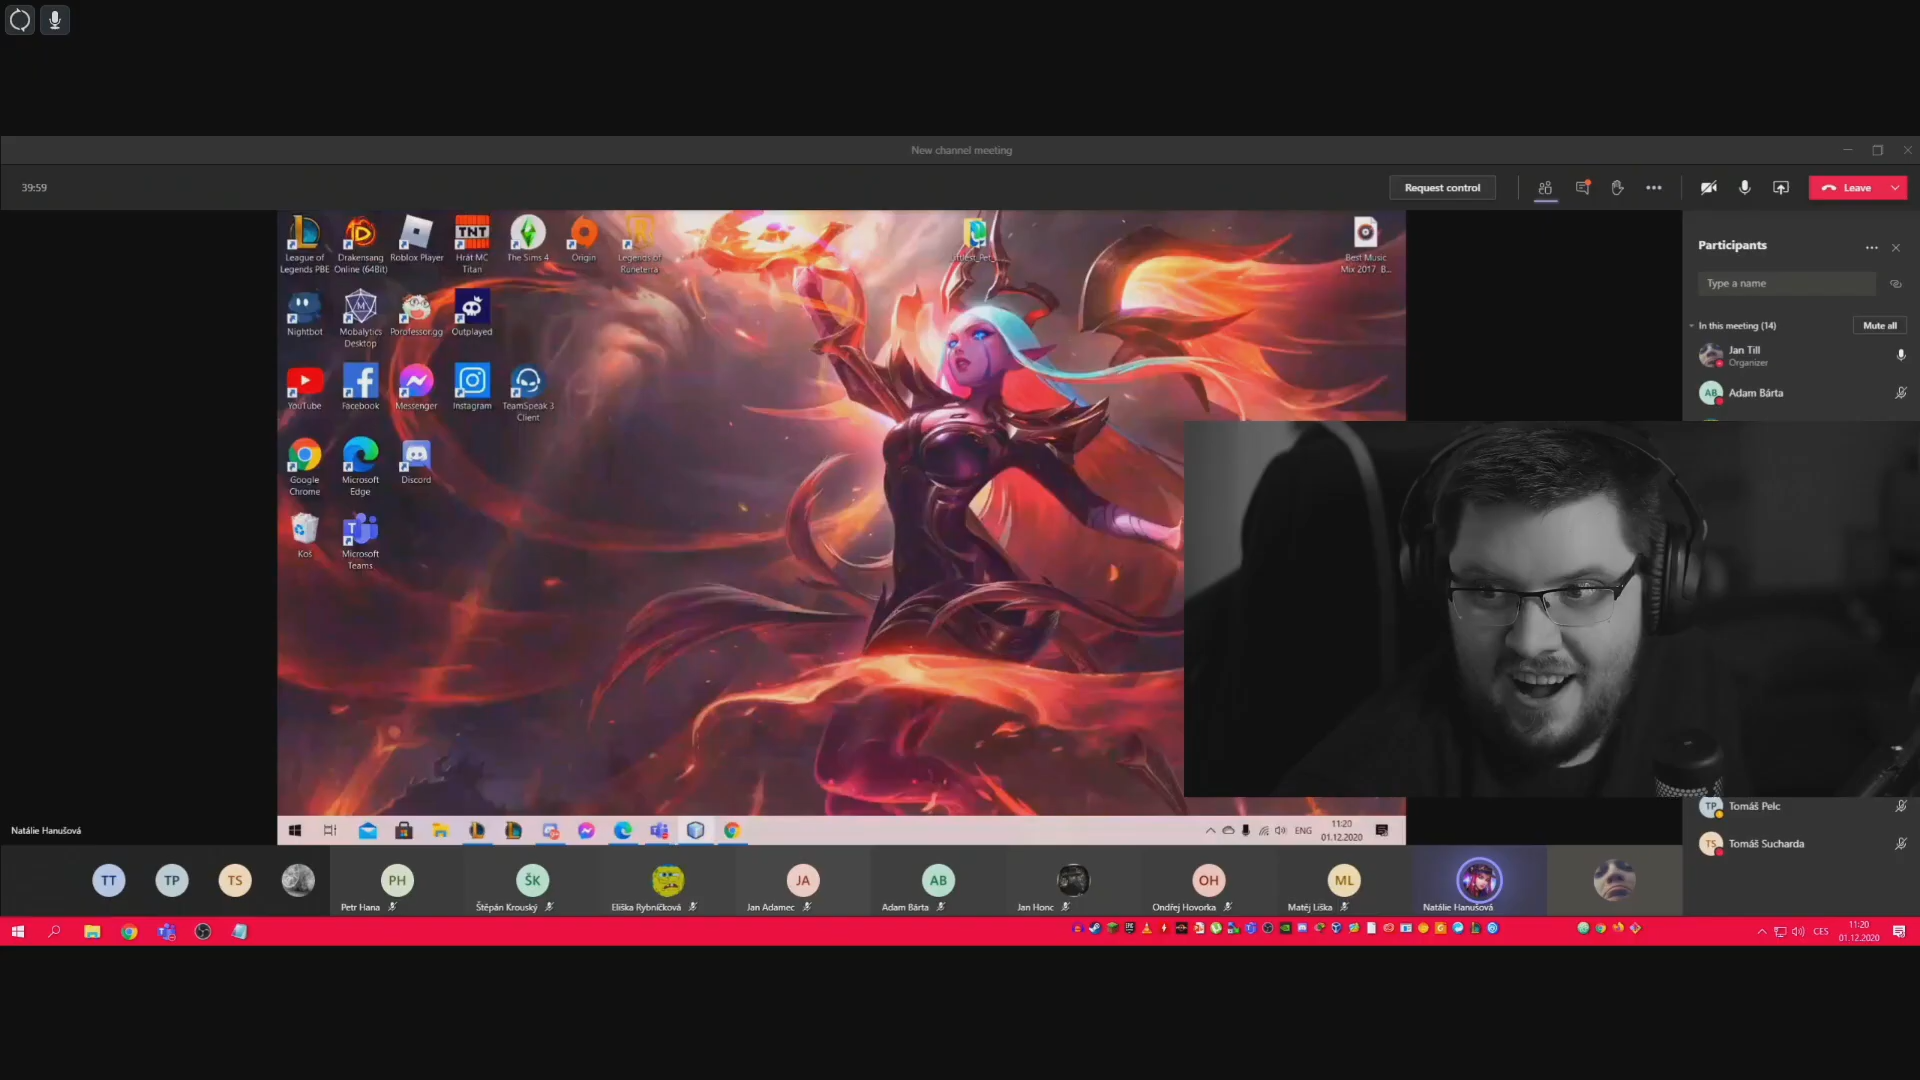 New channel meeting
39:59
Request control
Leave
League of
Legends PBE
Drakensang
Online (64Bit)
Roblox Player
Hrát MC
Titan
TNT
The Sims 4
Origin
Legends of
Runeterra
Best Music
Mix 2017 B...
Nightbot
Mobalytics
Desktop
Porofessor.gg
Outplayed
YouTube
Facebook
Messenger
Instagram
TeamSpeak 3
Client
Google
Chrome
Microsoft
Edge
Discord
Koš
Microsoft
Teams
Participants
Type a name
In this meeting (14)
Mute all
Jan Till
Organizer
AB
Adam Bárta
TP
Tomáš Pelc
TS
Tomáš Sucharda
Natálie Hanušová
ENG
11:20
01.12.2020
TT
TP
TS
PH
Petr Hana
ŠK
Štěpán Krouský
Eliška Rybníčková
JA
Jan Adamec
AB
Adam Bárta
Jan Honc
OH
Ondřej Hovorka
ML
Matěj Liška
Natálie Hanušová
CES
11:20
01.12.2020